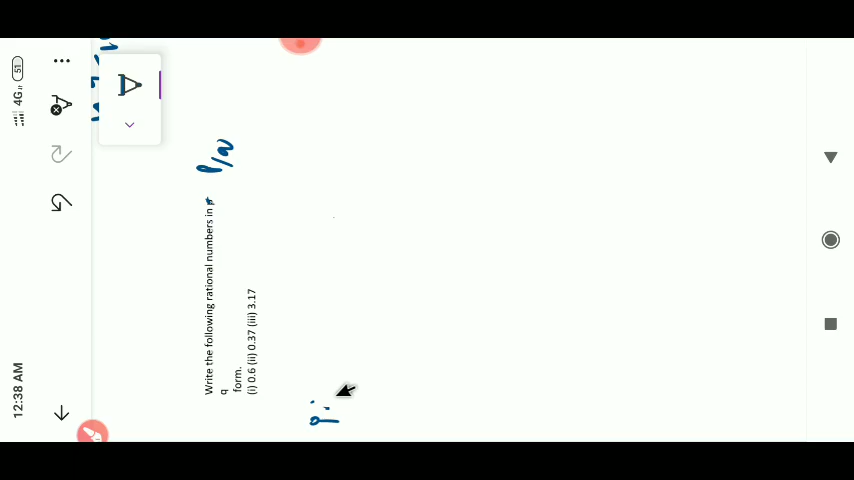 12:38 AM
4G 51
Write the following rational numbers in p
q
form.
(i) 0.6 (ii) 0.37 (iii) 3.17